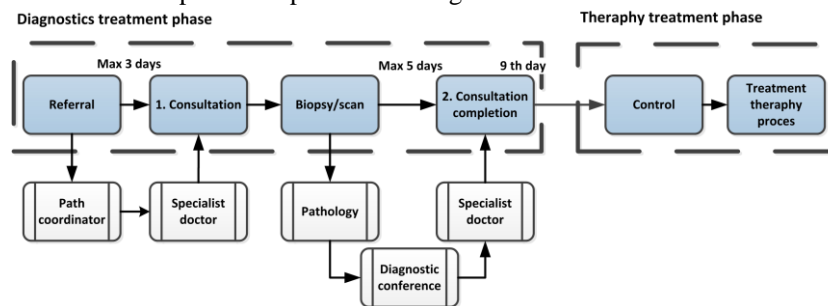 Diagnostics treatment phase
Theraphy treatment phase
Max 3 days
Max 5 days
9 th day
Referral
1. Consultation
Biopsy/scan
2. Consultation
completion
Control
Treatment
theraphy
proces
Path
coordinator
Specialist
doctor
Pathology
Specialist
doctor
Diagnostic
conference